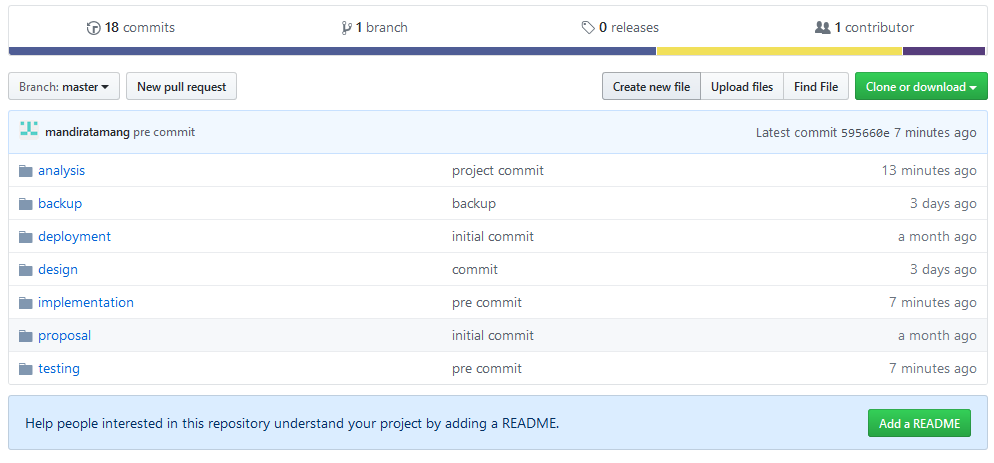 18 commits 1 branch 0 releases 1 contributor
Branch: master New pull request Create new file Upload files Find File Clone or download
mandiratamang pre commit Latest commit 595660e 7 minutes ago
analysis project commit 13 minutes ago
backup backup 3 days ago
deployment initial commit a month ago
design commit 3 days ago
implementation pre commit 7 minutes ago
proposal initial commit a month ago
testing pre commit 7 minutes ago
Help people interested in this repository understand your project by adding a README. Add a README